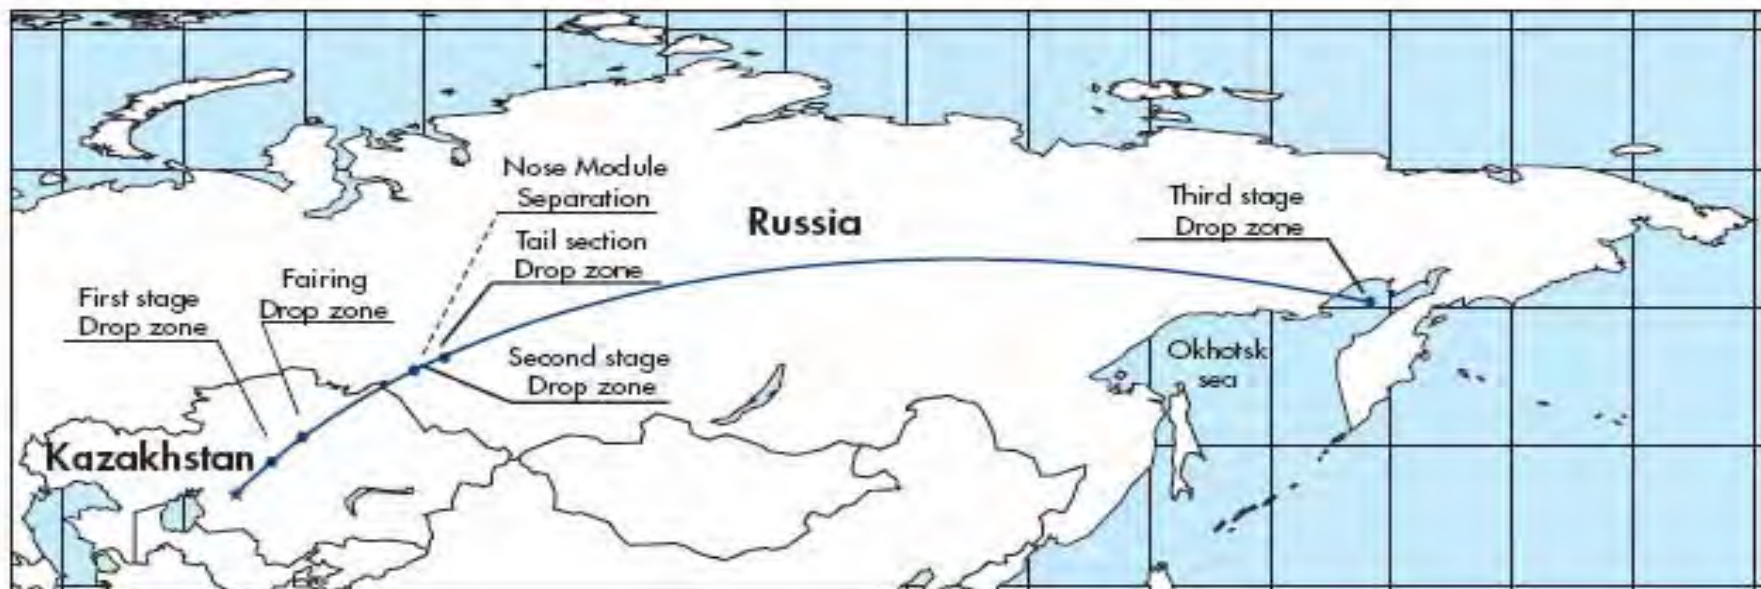 Nose Module
Separation
Tail section
Drop zone
Russia
Third stage
Drop zone
Fairing
Drop zone
First stage
Drop zone
Second stage
Drop zone
Okhotsk
sea
Kazakhstan